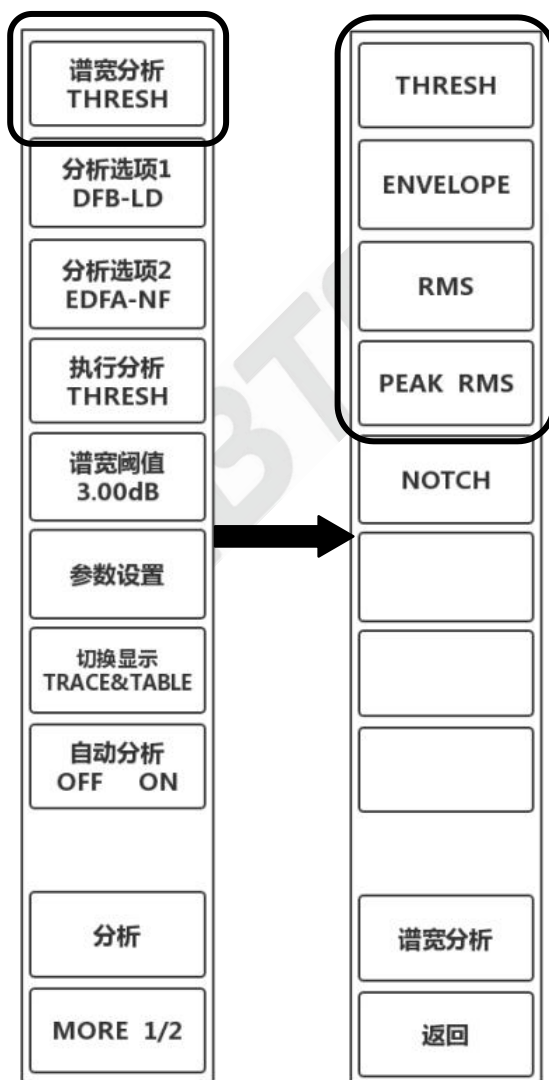 谱宽分析
THRESH
分析选项1
DFB-LD
分析选项2
EDFA-NF
执行分析
THRESH
谱宽阈值
3.00dB
参数设置
切换显示
TRACE&TABLE
自动分析
OFF ON
分析
MORE 1/2
THRESH
ENVELOPE
RMS
PEAK RMS
NOTCH
谱宽分析
返回